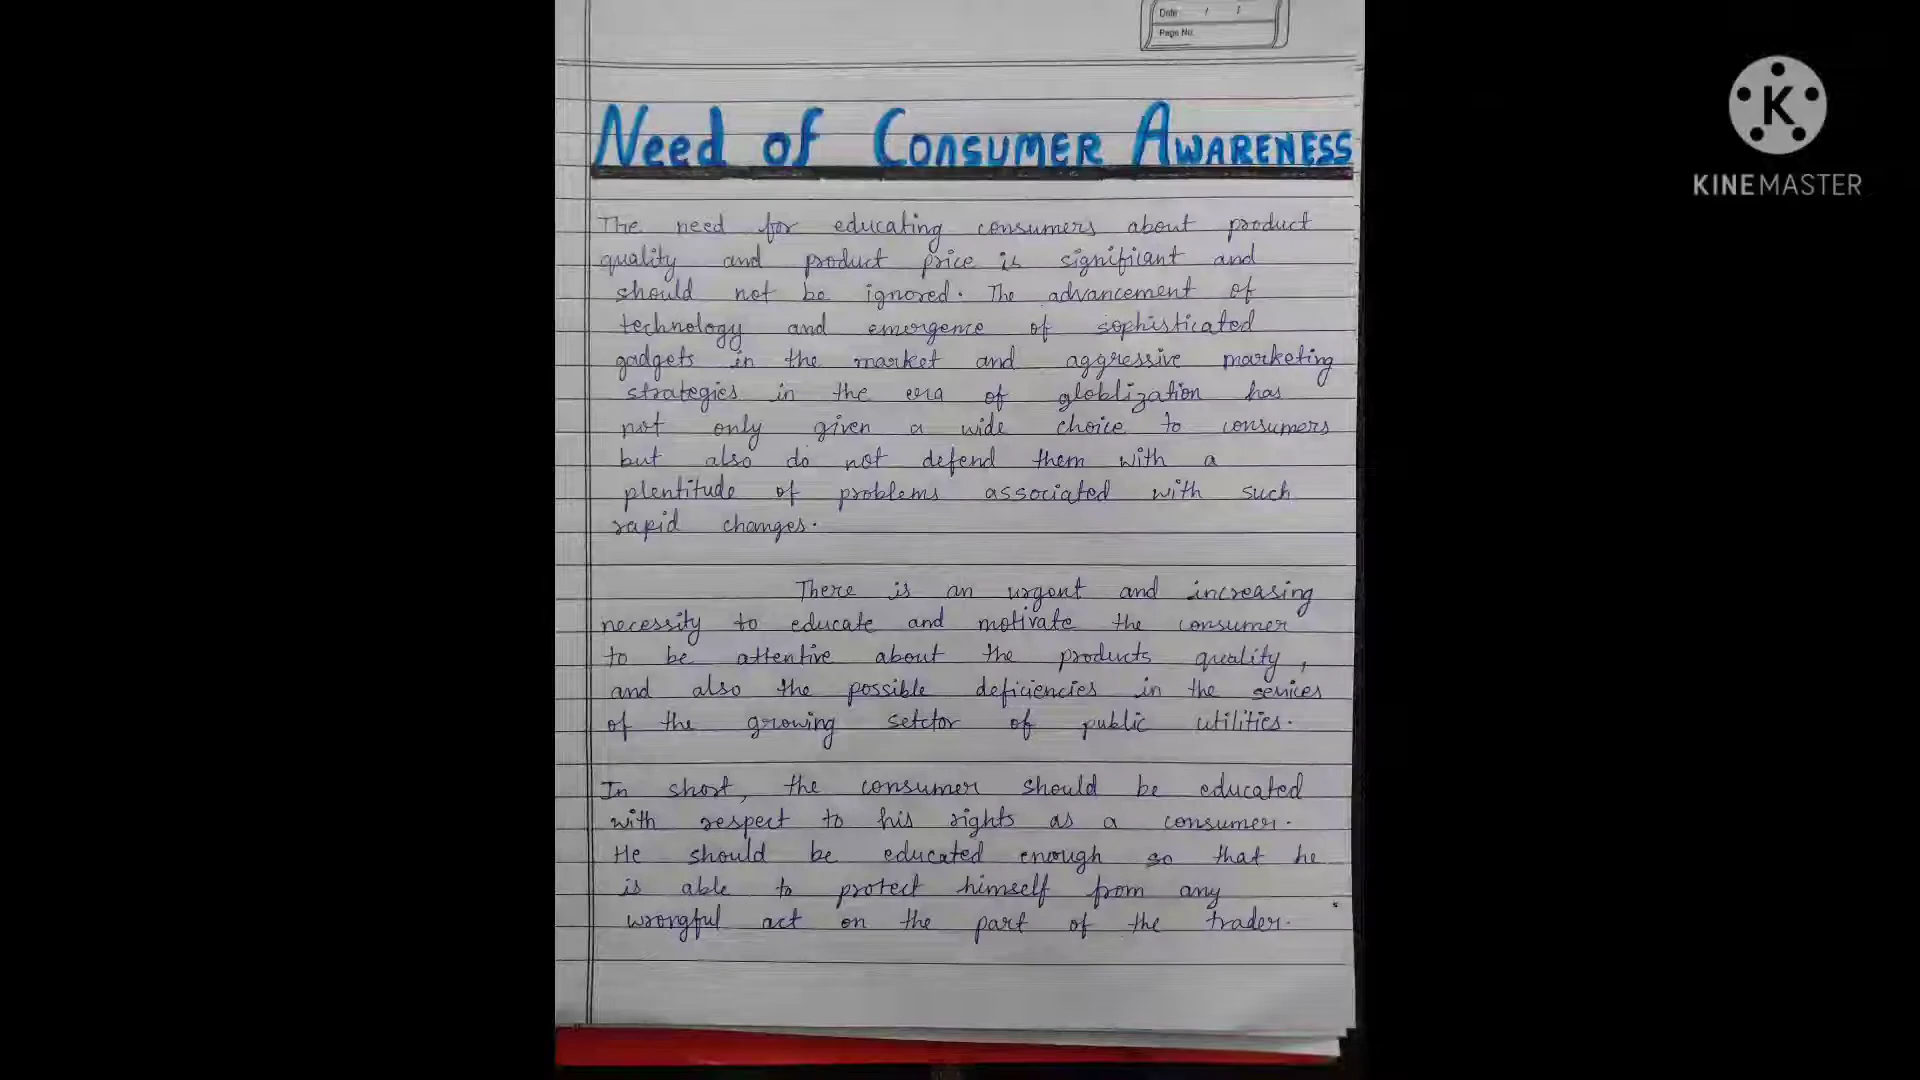 Date / /
Page No.
Need of CONSUMER AWARENESS
The need for educating consumers about product
quality and product price is significant and
should not be ignored. The advancement of
technology and emergence of sophisticated
gadgets in the market and aggressive marketing
strategies in the era of globlization has
not only given a wide choice to consumers
but also do not defend them with a
plentitude of problems associated with such
rapid changes.
There is an urgent and increasing
necessity to educate and motivate the consumer
to be attentive about the products quality,
and also the possible deficiencies in the services
of the growing setctor of public utilities.
In short, the consumer should be educated
with respect to his rights as a consumer.
He should be educated enough so that he
is able to protect himself from any
wrongful act on the part of the trader.
K
KINEMASTER